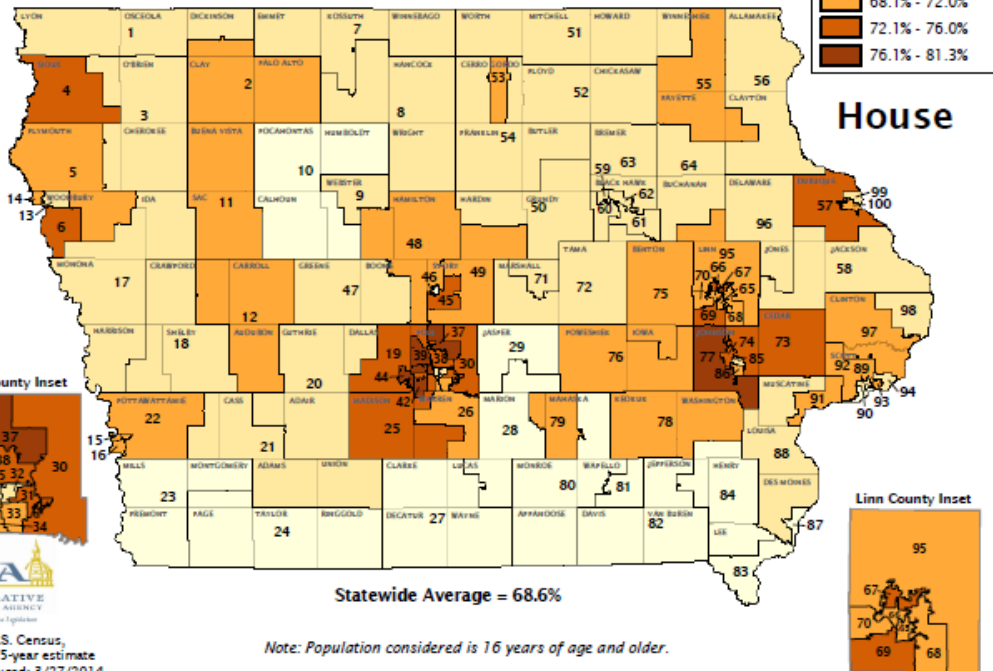 68.1% - 72.0%
72.1% - 76.0%
76.1% - 81.3%
House
LYON OSCEOLA DICKINSON EMMET KOSSUTH WINNEBAGO WORTH MITCHELL HOWARD WINNESHIEK ALLAMAKEE
1 7 51
SIOUX O'BRIEN CLAY PALO ALTO HANCOCK CERRO GORDO FLOYD CHICKASAW
4 3 2 8 53 52 55 56
FAYETTE CLAYTON
PLYMOUTH CHEROKEE BUENA VISTA POCAHONTAS HUMBOLDT WRIGHT FRANKLIN BUTLER BREMER
5 10 54 59 63 64
WEBSTER BLACK HAWK BUCHANAN DELAWARE DUBUQUE
14 WOODBURY IDA SAC CALHOUN 9 HAMILTON HARDIN GRUNDY
13 6 11 48 50 60 62 61 96 57 99 100
MONONA CRAWFORD CARROLL GREENE BOONE STORY MARSHALL TAMA BENTON LINN JONES JACKSON
17 12 47 46 45 49 71 72 75 95 66 70 67 65 69 68 58
CLINTON 98
CEDAR 97
HARRISON SHELBY AUDUBON GUTHRIE DALLAS POLK JASPER POWESHIEK IOWA JOHNSON SCOTT
18 20 19 39 37 38 30 44 29 76 77 74 85 86 73 92 89 94 93 90
MUSCATINE 91
POTTAWATTAMIE CASS ADAIR MADISON WARREN MARION MAHASKA KEOKUK WASHINGTON LOUISA
22 21 25 42 26 28 79 78 88
15
16
MILLS MONTGOMERY ADAMS UNION CLARKE LUCAS MONROE WAPELLO JEFFERSON HENRY DES MOINES
23 80 81 84 87
FREMONT PAGE TAYLOR RINGGOLD DECATUR 27 WAYNE APPANOOSE DAVIS VAN BUREN LEE
24 82 83
Statewide Average = 68.6%
Note: Population considered is 16 years of age and older.
ounty Inset
37
30
32
31
33
34
A
ATIVE
AGENCY
S. Census,
5-year estimate
3/27/2014
Linn County Inset
95
67
70
69
68